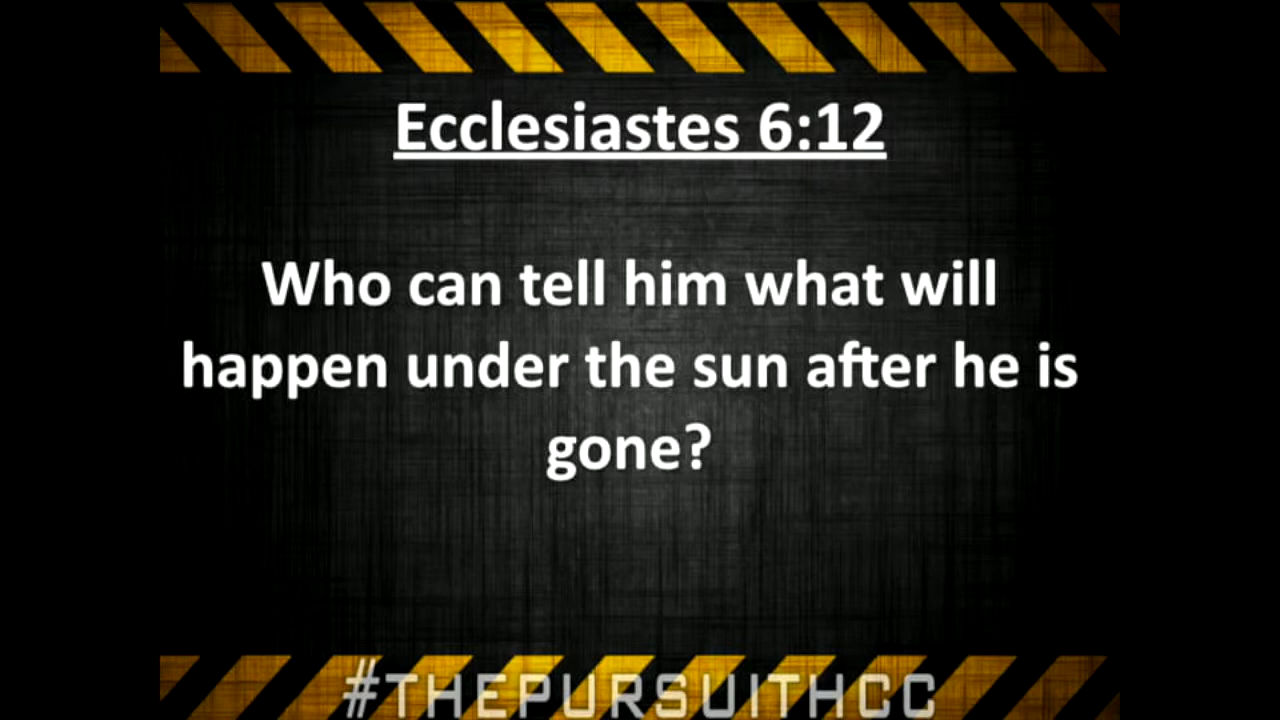 Ecclesiastes 6:12
Who can tell him what will
happen under the sun after he is
gone?
#THEPURSUITHCC